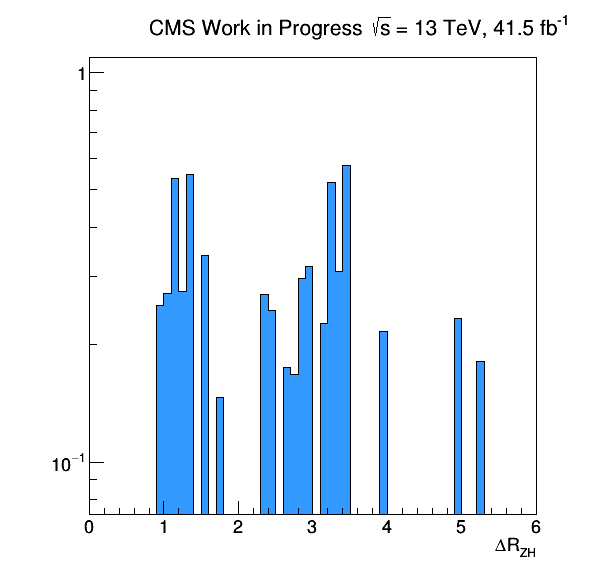 CMS Work in Progress √s = 13 TeV, 41.5 fb⁻¹
1
10⁻¹
0 1 2 3 4 5 6
ΔR_ZH